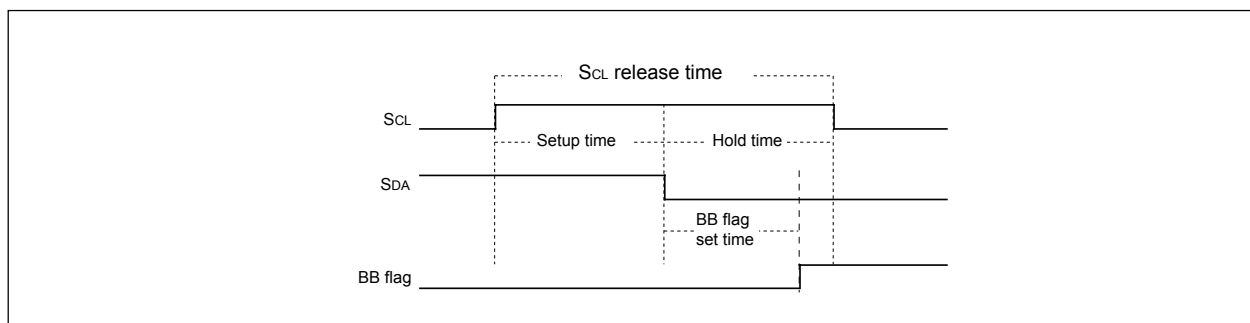 SCL release time
SCL
Setup time
Hold time
SDA
BB flag
set time
BB flag